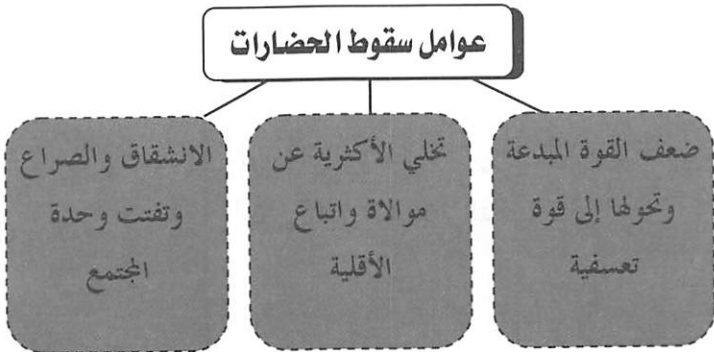 عوامل سقوط الحضارات
ضعف القوة المبدعة
وتحولها إلى قوة
تعسفية
تخلي الأكثرية عن
موالاة واتباع
الأقلية
الانشقاق والصراع
وتفتت وحدة
المجتمع